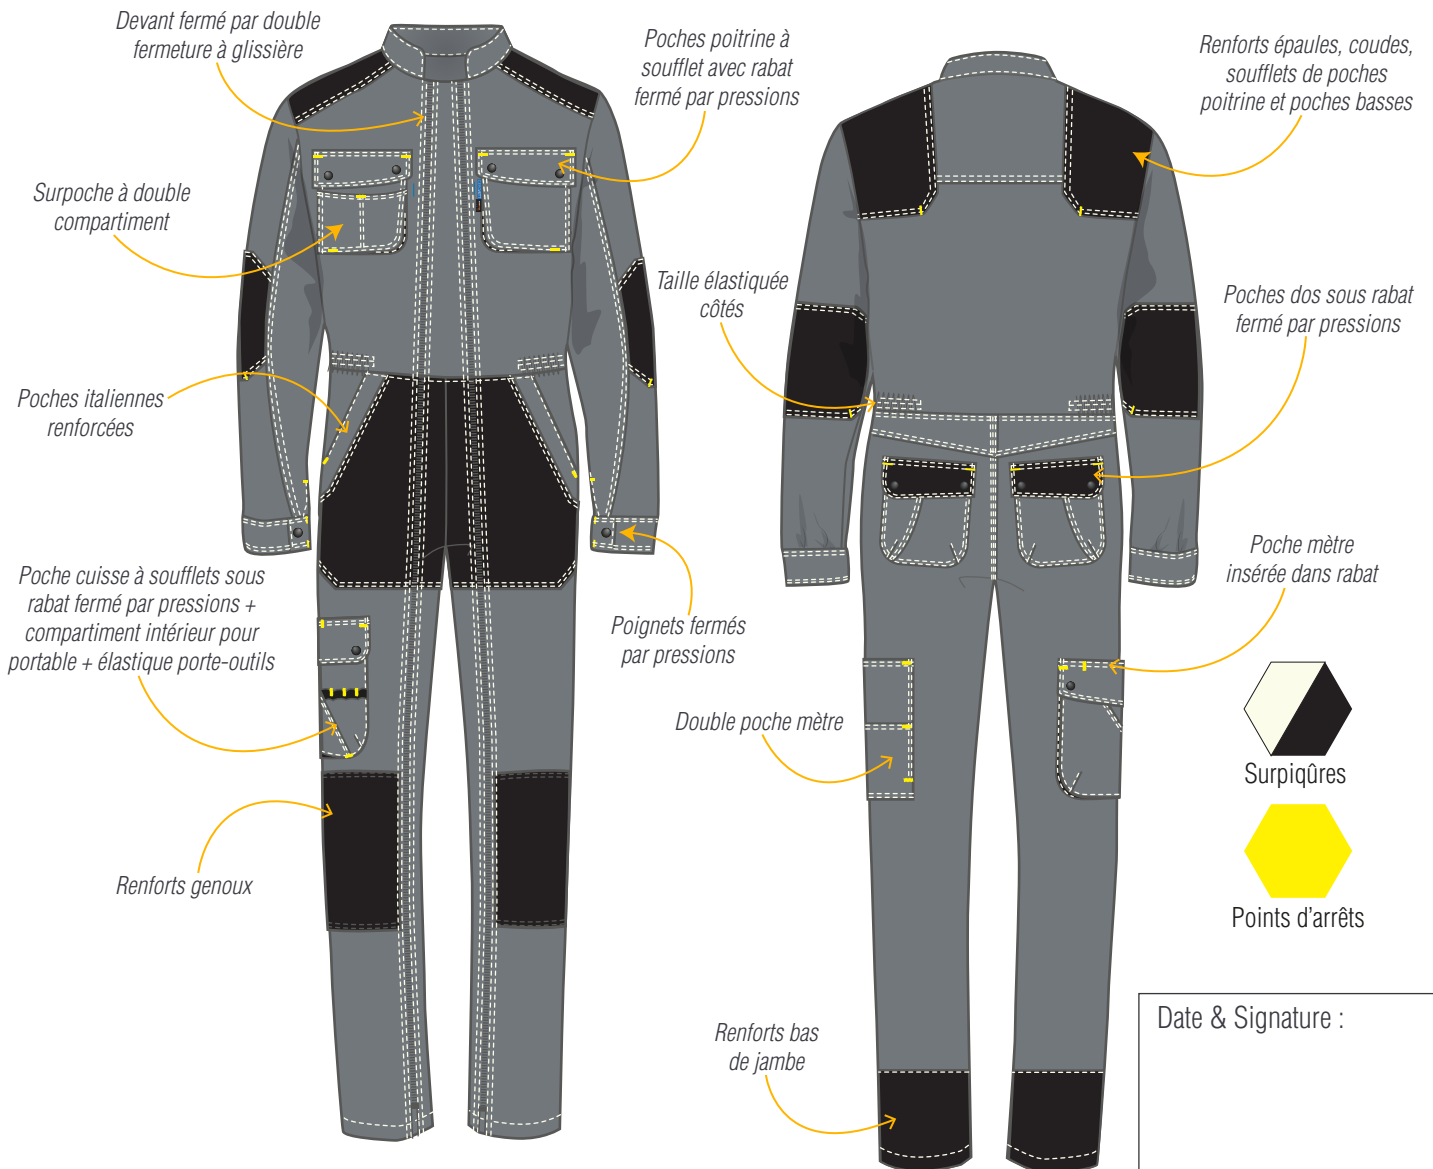 Devant fermé par double
fermeture à glissière
Poches poitrine à
soufflet avec rabat
fermé par pressions
Renforts épaules, coudes,
soufflets de poches
poitrine et poches basses
Surpoche à double
compartiment
Taille élastiquée
côtés
Poches dos sous rabat
fermé par pressions
Poches italiennes
renforcées
Poche cuisse à soufflets sous
rabat fermé par pressions +
compartiment intérieur pour
portable + élastique porte-outils
Poignets fermés
par pressions
Poche mètre
insérée dans rabat
Double poche mètre
Surpiqûres
Renforts genoux
Points d'arrêts
Renforts bas
de jambe
Date & Signature :